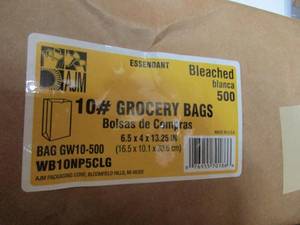 AJM
ESSENDANT
Bleached
blanca
500
10# GROCERY BAGS
Bolsas de Compras
6.5 x 4 x 13.25 IN
(16.5 x 10.1 x 33.6 cm)
BAG GW10-500
WB10NP5CLG
AJM PACKAGING CORP., BLOOMFIELD HILLS, MI 48302